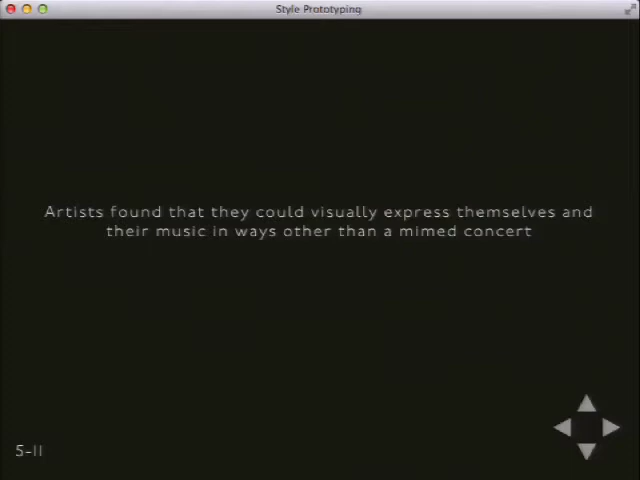 Style Prototyping
Artists found that they could visually express themselves and
their music in ways other than a mimed concert
5-II